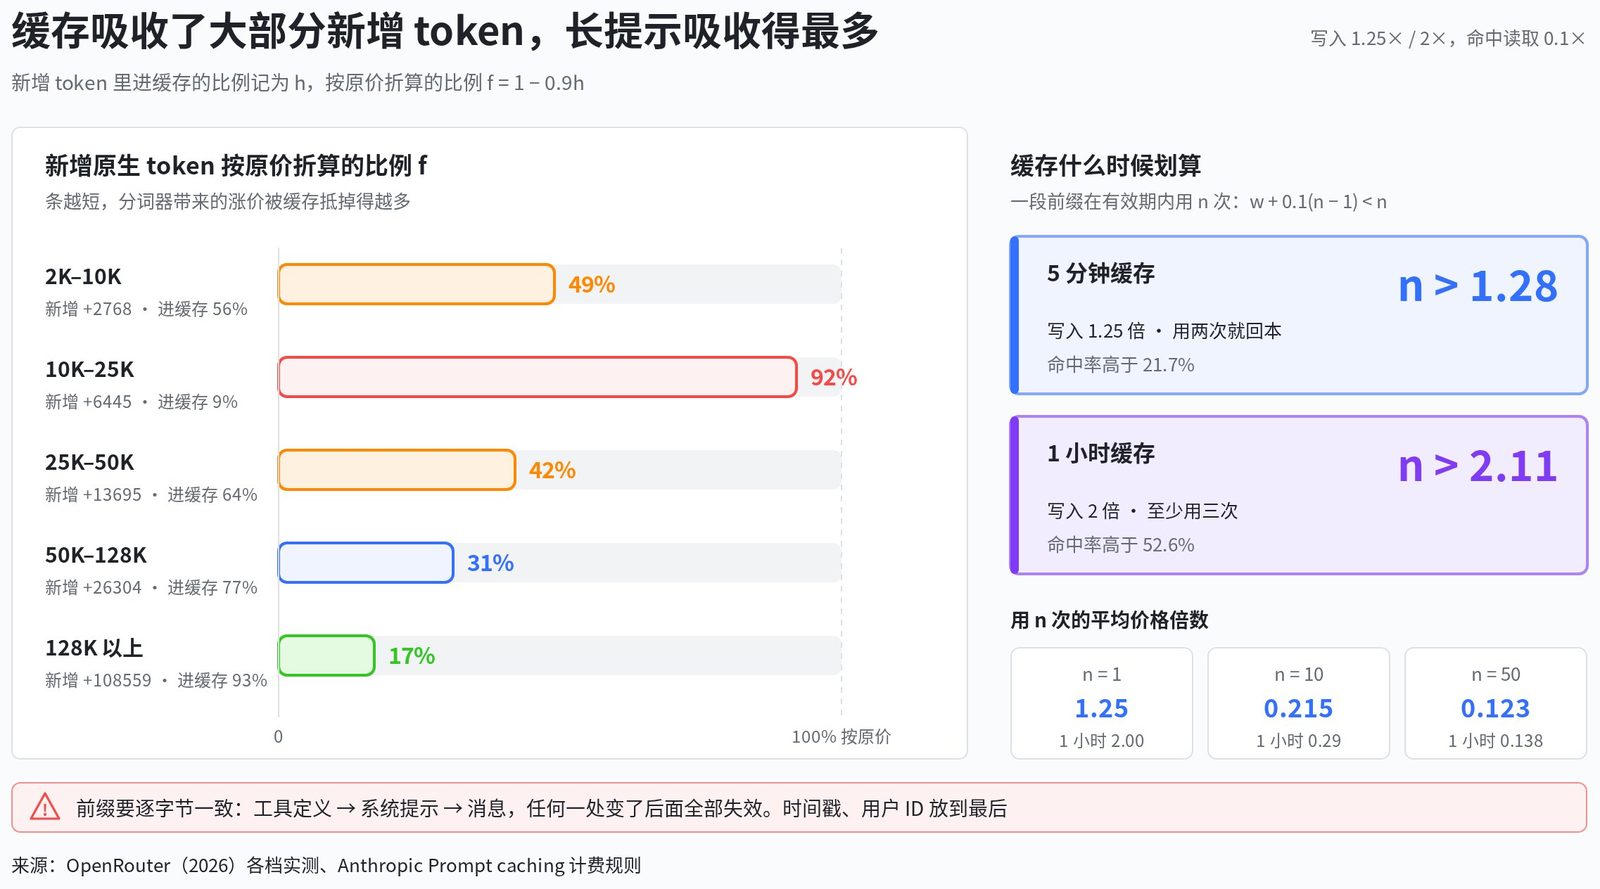 缓存吸收了大部分新增 token，长提示吸收得最多
写入 1.25× / 2×，命中读取 0.1×
新增 token 里进缓存的比例记为 h，按原价折算的比例 f = 1 − 0.9h
新增原生 token 按原价折算的比例 f
条越短，分词器带来的涨价被缓存抵掉得越多
2K–10K
49%
新增 +2768 · 进缓存 56%
10K–25K
92%
新增 +6445 · 进缓存 9%
25K–50K
42%
新增 +13695 · 进缓存 64%
50K–128K
31%
新增 +26304 · 进缓存 77%
128K 以上
17%
新增 +108559 · 进缓存 93%
0
100% 按原价
缓存什么时候划算
一段前缀在有效期内用 n 次：w + 0.1(n − 1) < n
5 分钟缓存
n > 1.28
写入 1.25 倍 · 用两次就回本
命中率高于 21.7%
1 小时缓存
n > 2.11
写入 2 倍 · 至少用三次
命中率高于 52.6%
用 n 次的平均价格倍数
n = 1
1.25
1 小时 2.00
n = 10
0.215
1 小时 0.29
n = 50
0.123
1 小时 0.138
前缀要逐字节一致：工具定义 → 系统提示 → 消息，任何一处变了后面全部失效。时间戳、用户 ID 放到最后
来源：OpenRouter（2026）各档实测、Anthropic Prompt caching 计费规则